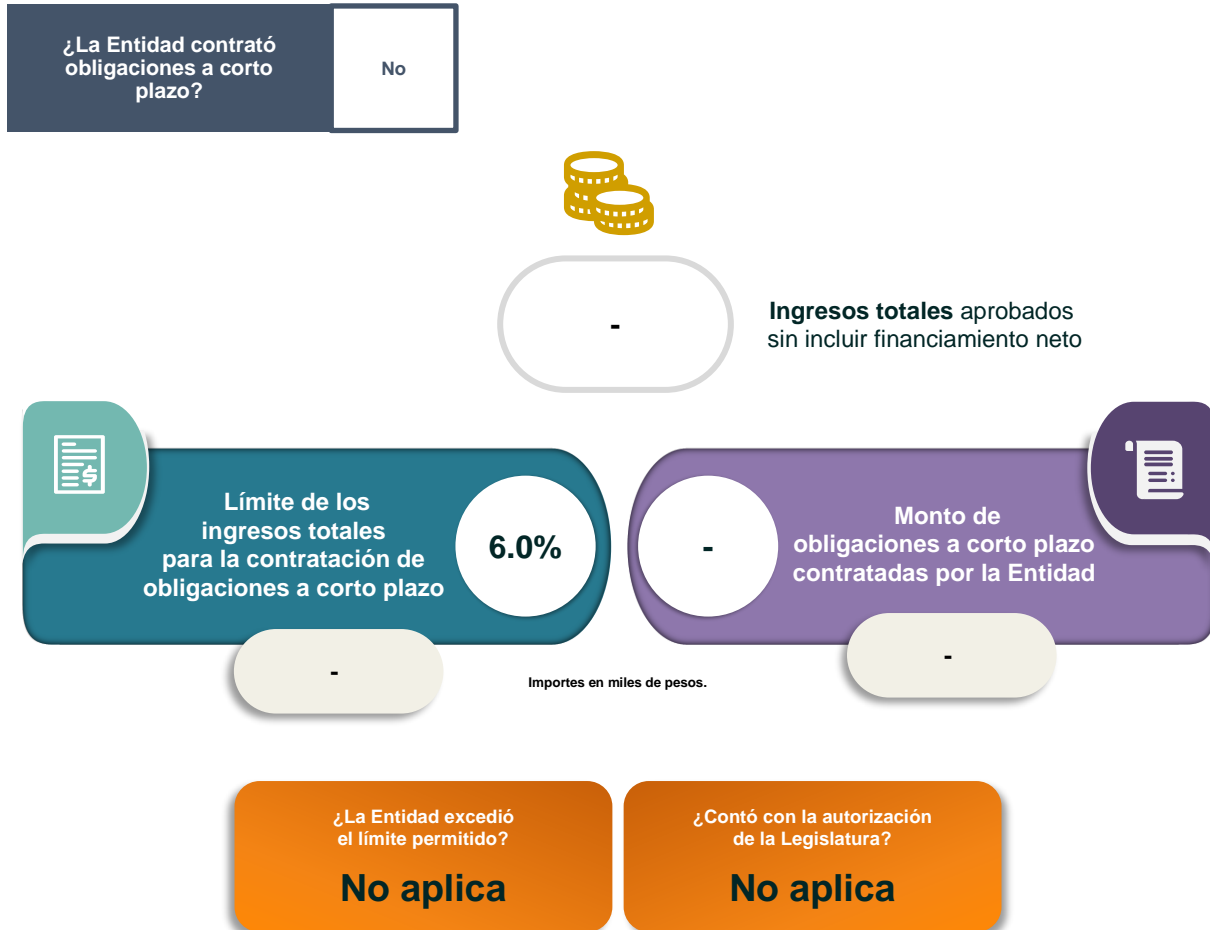 ¿La Entidad contrató
obligaciones a corto
plazo?
No
-
Ingresos totales aprobados
sin incluir financiamiento neto
Límite de los
ingresos totales
para la contratación de
obligaciones a corto plazo
6.0%
-
-
Monto de
obligaciones a corto plazo
contratadas por la Entidad
-
Importes en miles de pesos.
¿La Entidad excedió
el límite permitido?
No aplica
¿Contó con la autorización
de la Legislatura?
No aplica